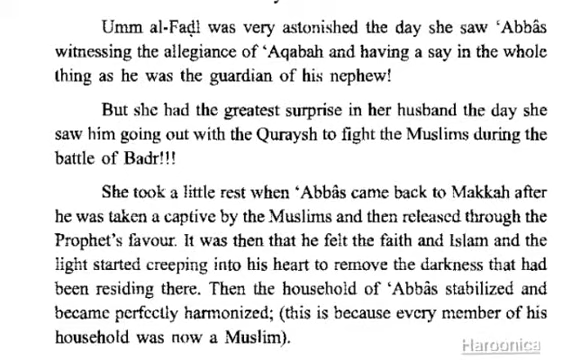 Umm al-Faḍl was very astonished the day she saw ‘Abbâs
witnessing the allegiance of ‘Aqabah and having a say in the whole
thing as he was the guardian of his nephew!
But she had the greatest surprise in her husband the day she
saw him going out with the Quraysh to fight the Muslims during the
battle of Badr!!!
She took a little rest when ‘Abbâs came back to Makkah after
he was taken a captive by the Muslims and then released through the
Prophet’s favour. It was then that he felt the faith and Islam and the
light started creeping into his heart to remove the darkness that had
been residing there. Then the household of ‘Abbâs stabilized and
became perfectly harmonized; (this is because every member of his
household was now a Muslim).
Haroonica